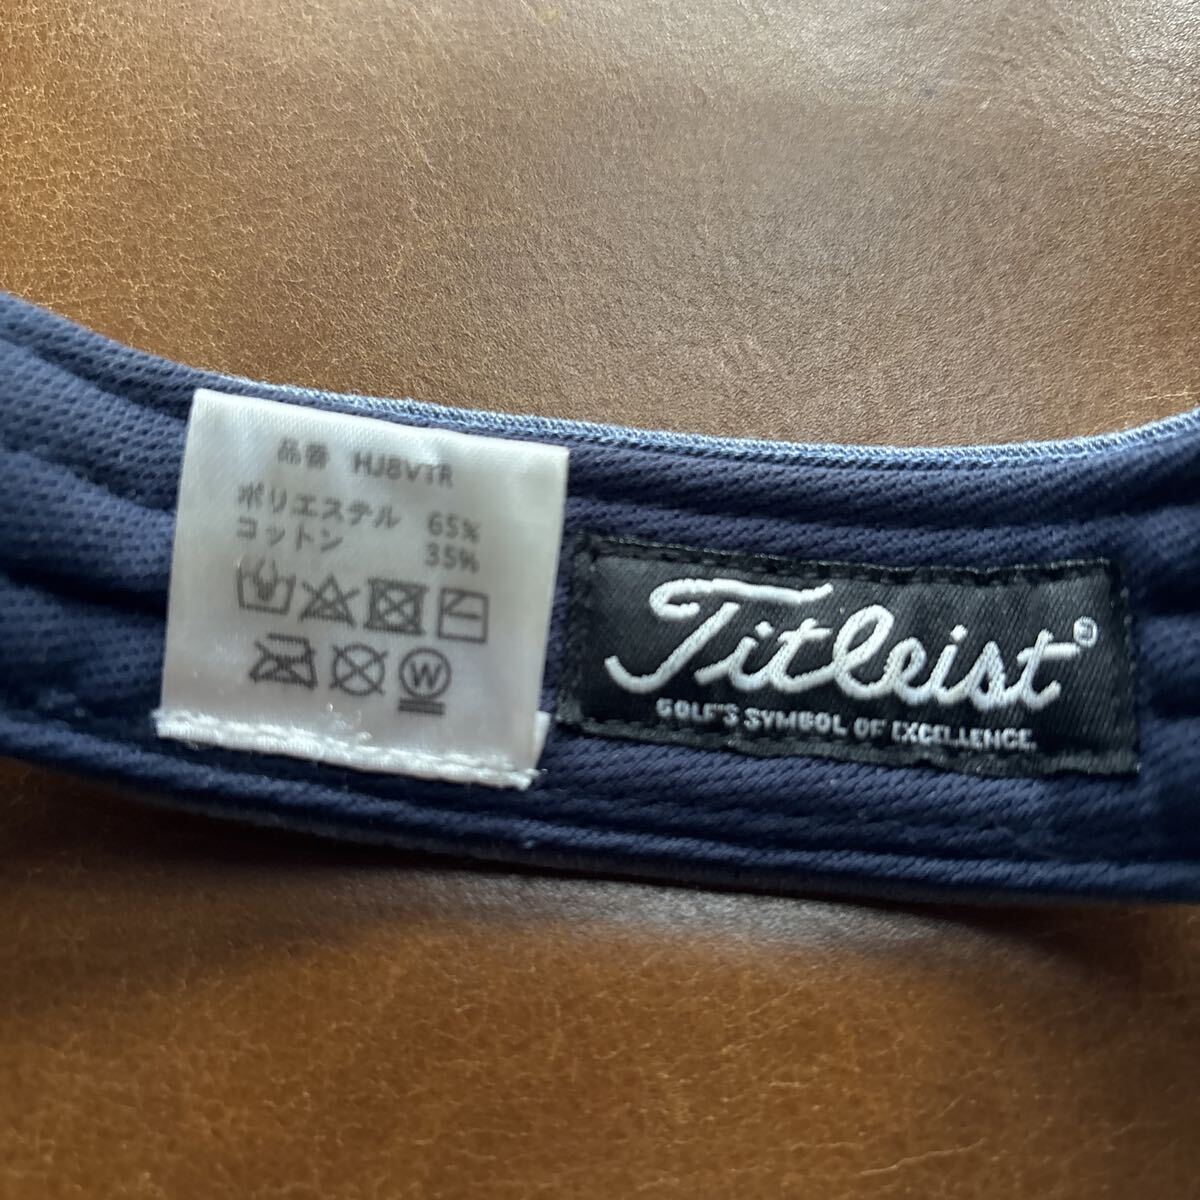 品番 HJ8VTR
ポリエステル 65%
コットン 35%
W
Titleist®
GOLF'S SYMBOL OF EXCELLENCE.